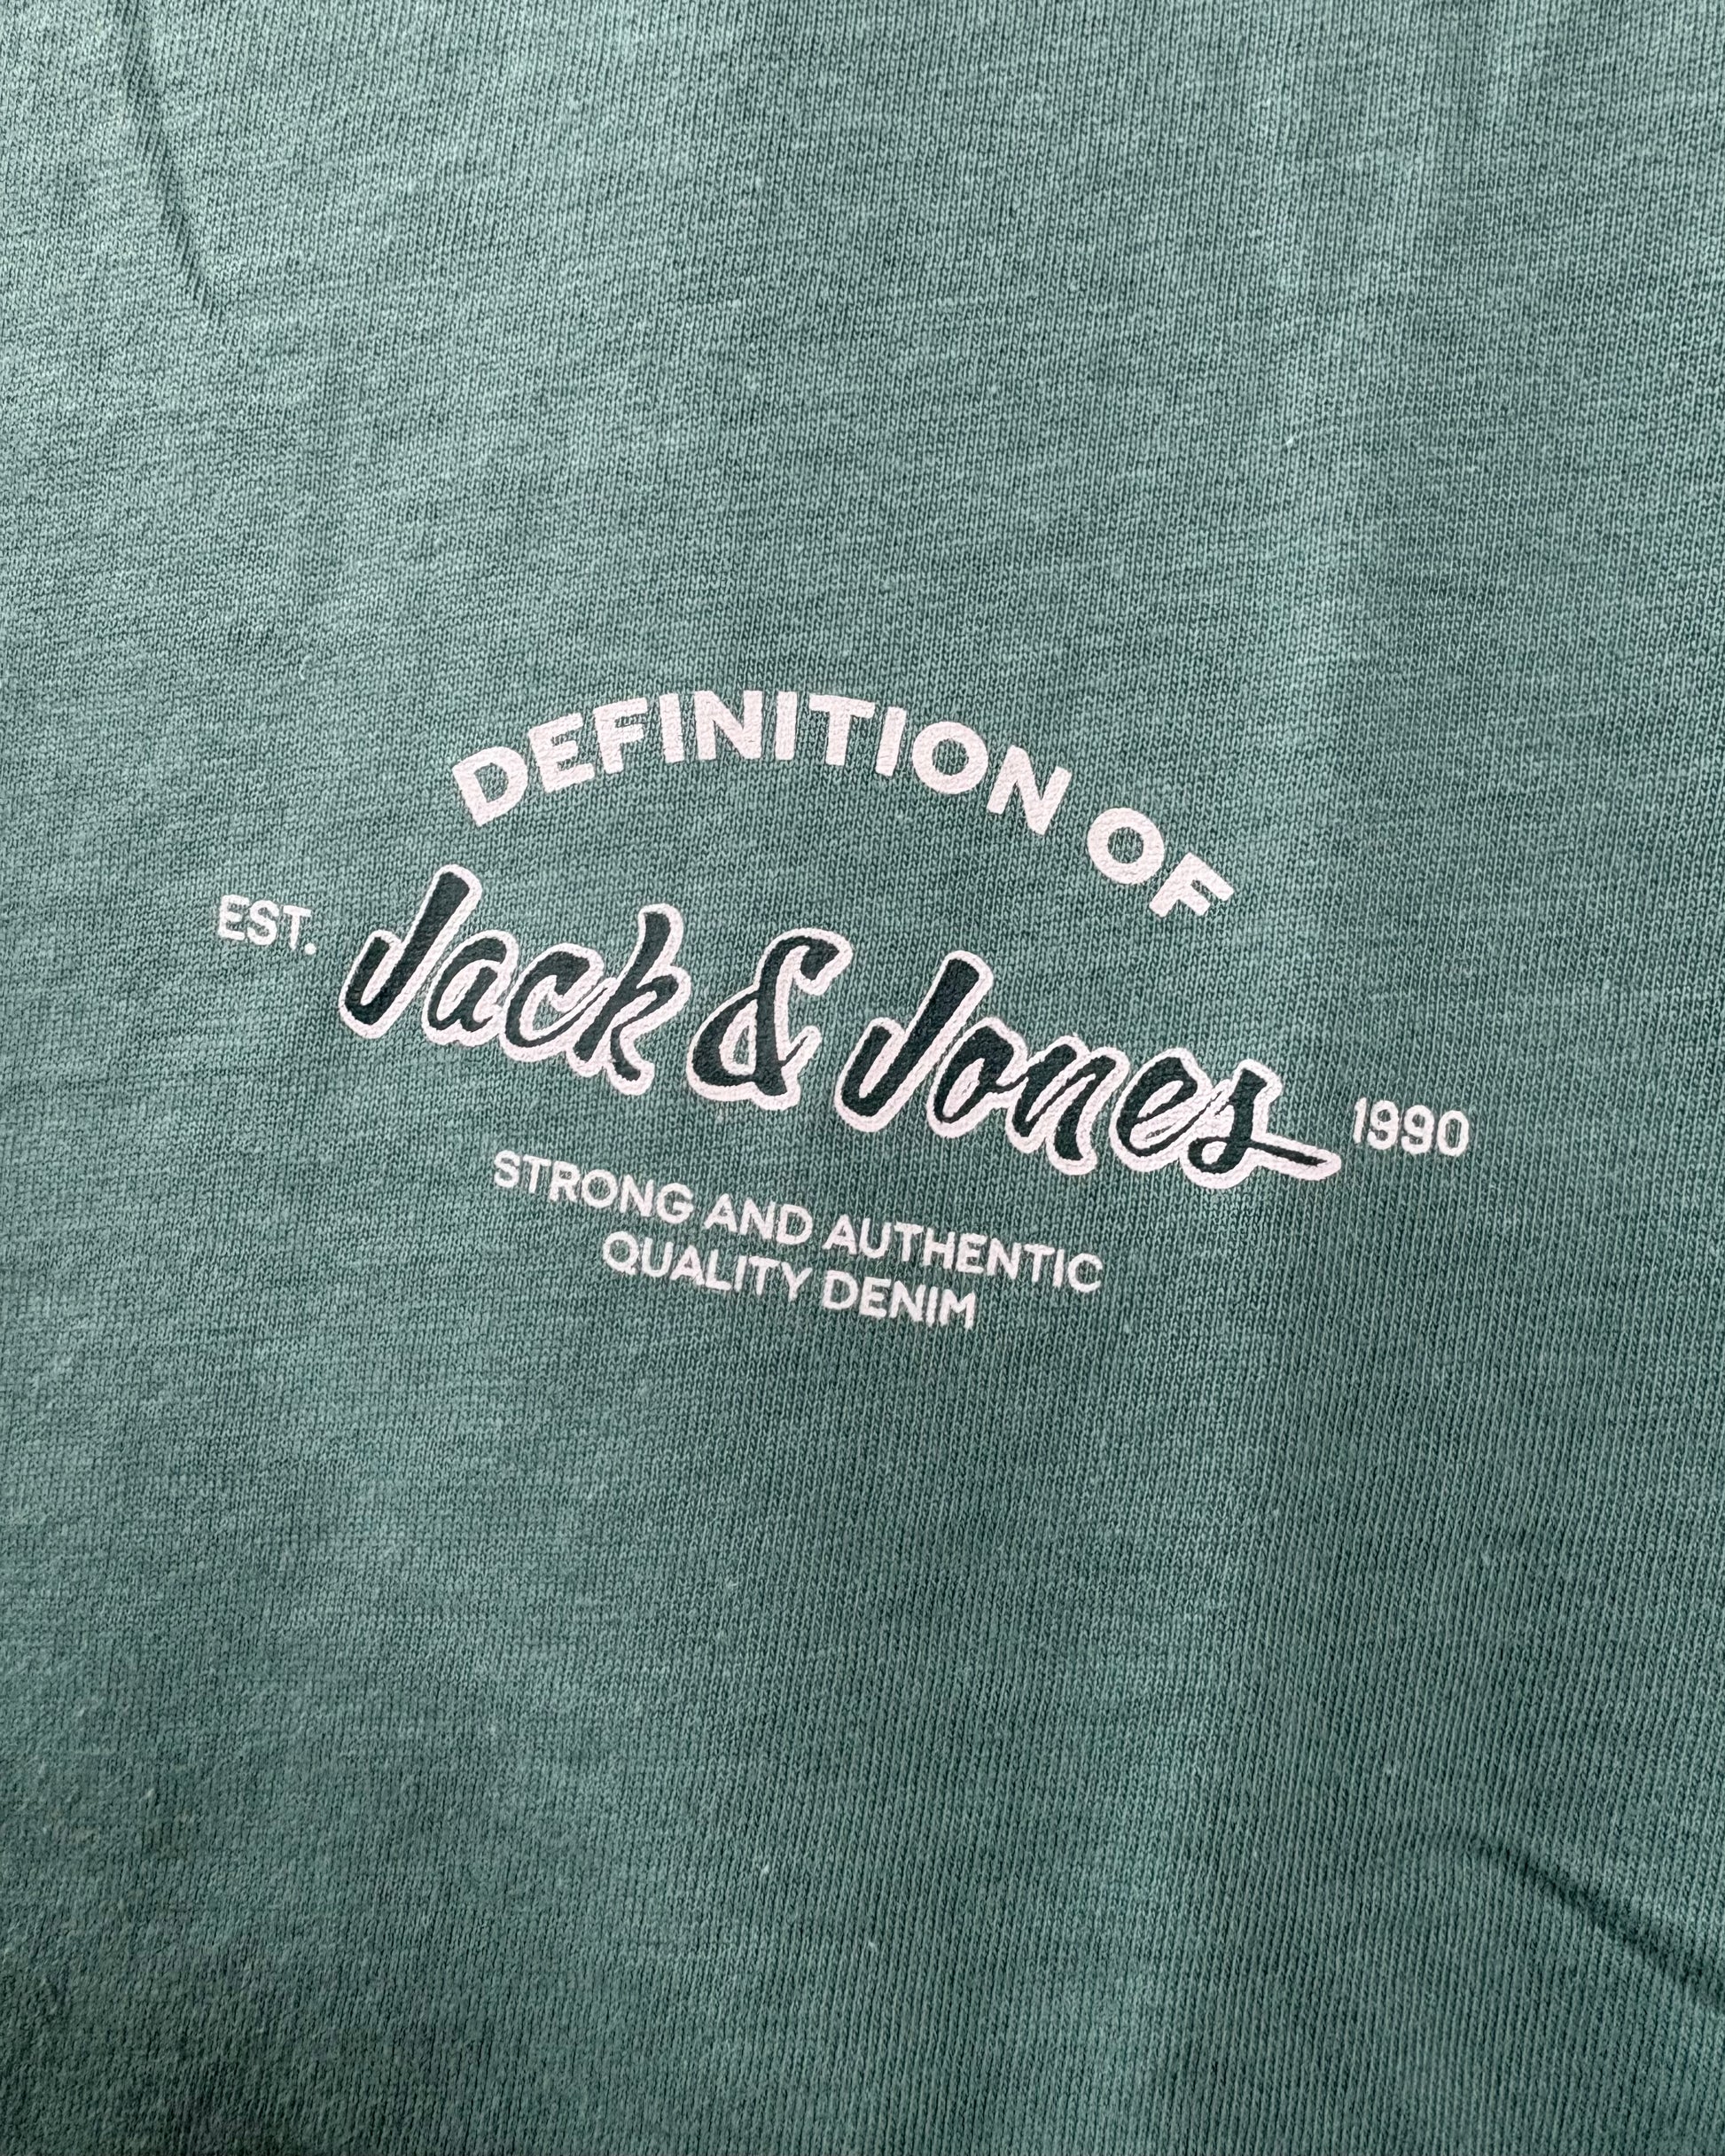 DEFINITION OF
EST. Jack & Jones 1990
STRONG AND AUTHENTIC
QUALITY DENIM